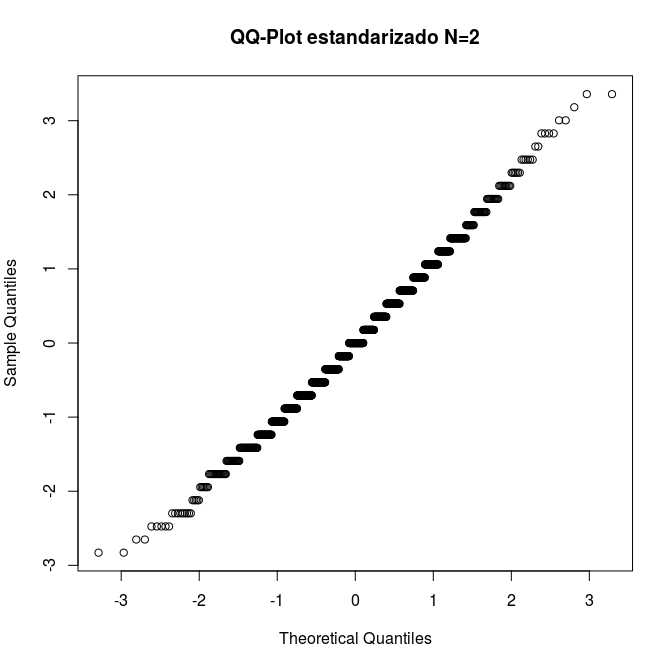 QQ-Plot estandarizado N=2
Sample Quantiles
3
2
1
0
-1
-2
-3
-3 -2 -1 0 1 2 3
Theoretical Quantiles